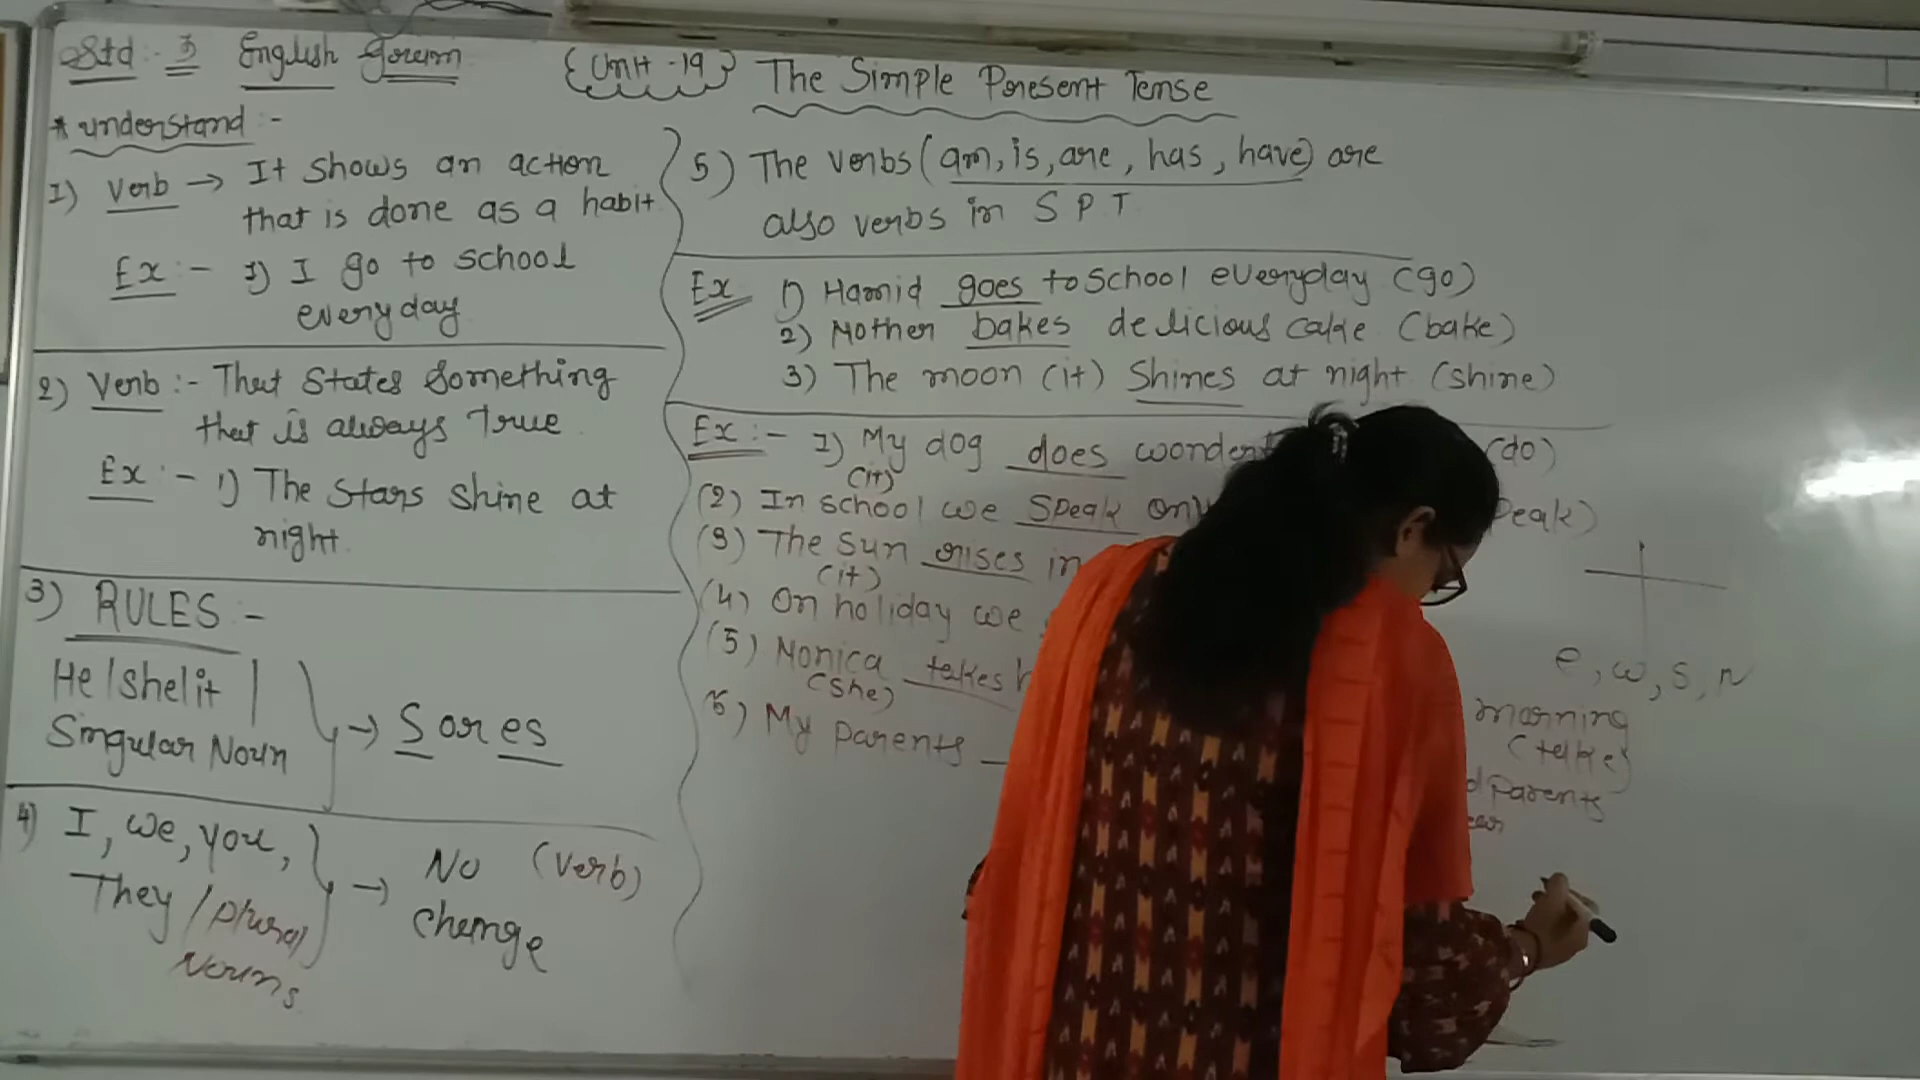 Std :- 3 English Gram
{Unit -19} The Simple Present Tense
* understand :-
1) Verb → It shows an action
that is done as a habit
Ex :- 1) I go to school
everyday
2) Verb :- That States Something
that is always True
Ex :- 1) The Stars shine at
night.
3) RULES :-
He/she/it
Singular Noun → S or es
4) I, we, you,
They / plural
Nouns → No (Verb)
change
5) The verbs (am, is, are, has, have) are
also verbs in S P T
Ex 1) Hamid goes to School everyday (go)
2) Mother bakes delicious cake (bake)
3) The moon (it) Shines at night (shine)
Ex :- 1) My dog does (do)
(it)
(2) In school we Speak
(3) The Sun rises in
(it)
(4) On holiday we
(5) Monica takes
(She)
6) My Parents
e, w, s, n
morning
(take)
Parents